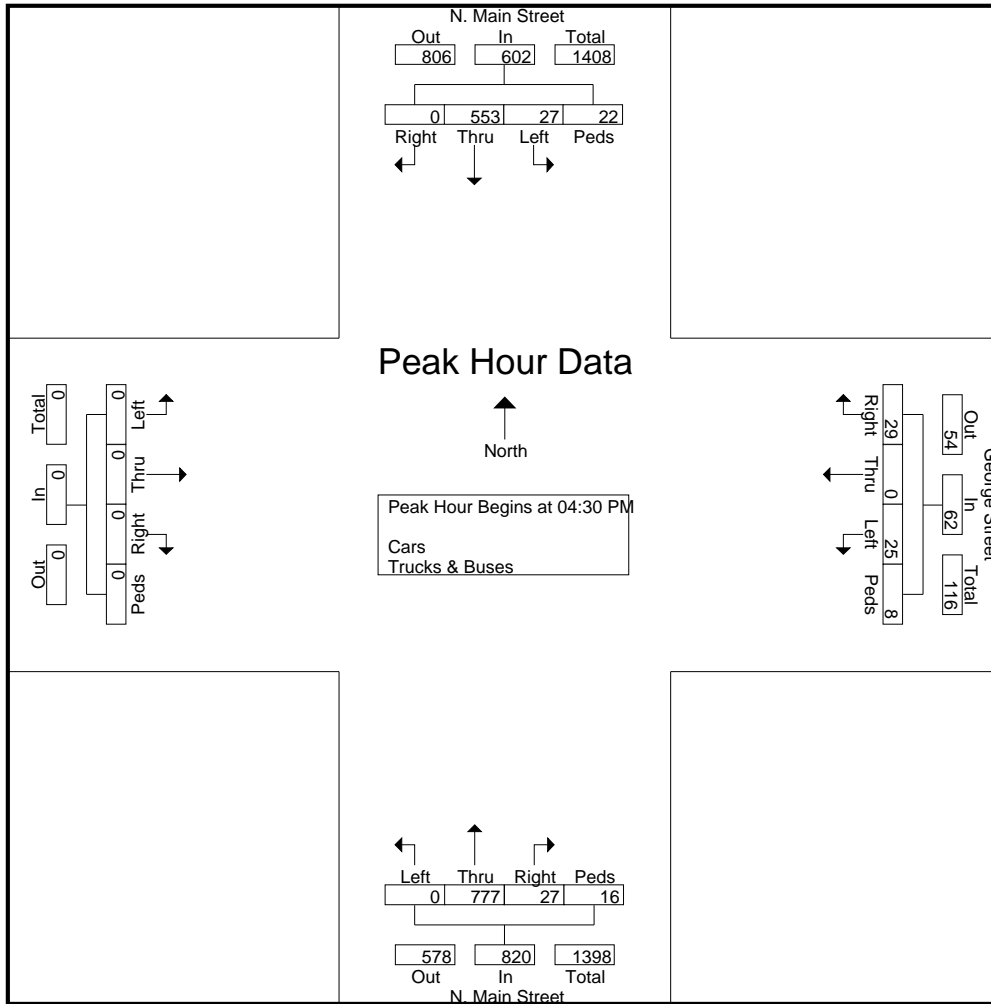 N. Main Street
Out In Total
806 602 1408
0 553 27 22
Right Thru Left Peds
Peak Hour Data
North
Peak Hour Begins at 04:30 PM
Cars
Trucks & Buses
Left Thru Right Peds
0 0 0 0
Total In Out
0 0 0
George Street
Out In Total
54 62 116
29 0 25 8
Right Thru Left Peds
Left Thru Right Peds
0 777 27 16
578 820 1398
Out In Total
N. Main Street